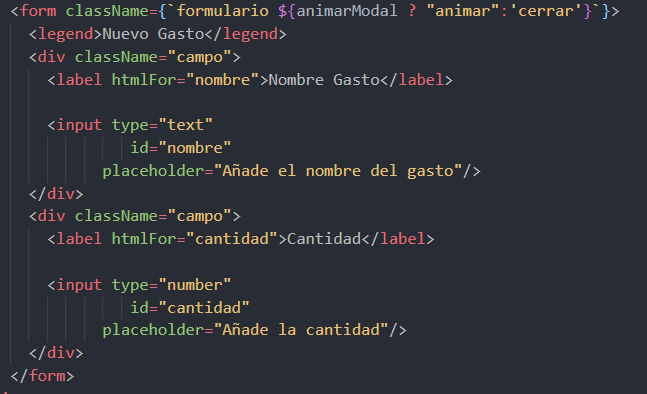 <form className={`formulario ${animarModal ? "animar":'cerrar'}`}>
<legend>Nuevo Gasto</legend>
<div className="campo">
<label htmlFor="nombre">Nombre Gasto</label>
<input type="text"
id="nombre"
placeholder="Añade el nombre del gasto"/>
</div>
<div className="campo">
<label htmlFor="cantidad">Cantidad</label>
<input type="number"
id="cantidad"
placeholder="Añade la cantidad"/>
</div>
</form>